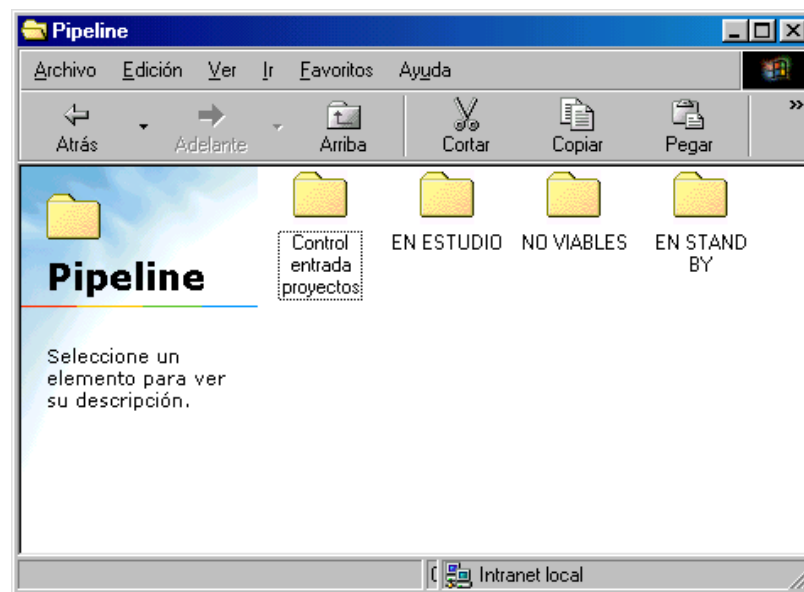 Pipeline
Archivo Edición Ver Ir Favoritos Ayuda
Atrás Adelante Arriba Cortar Copiar Pegar »
Pipeline
Seleccione un
elemento para ver
su descripción.
Control
entrada
proyectos
EN ESTUDIO
NO VIABLES
EN STAND
BY
Intranet local